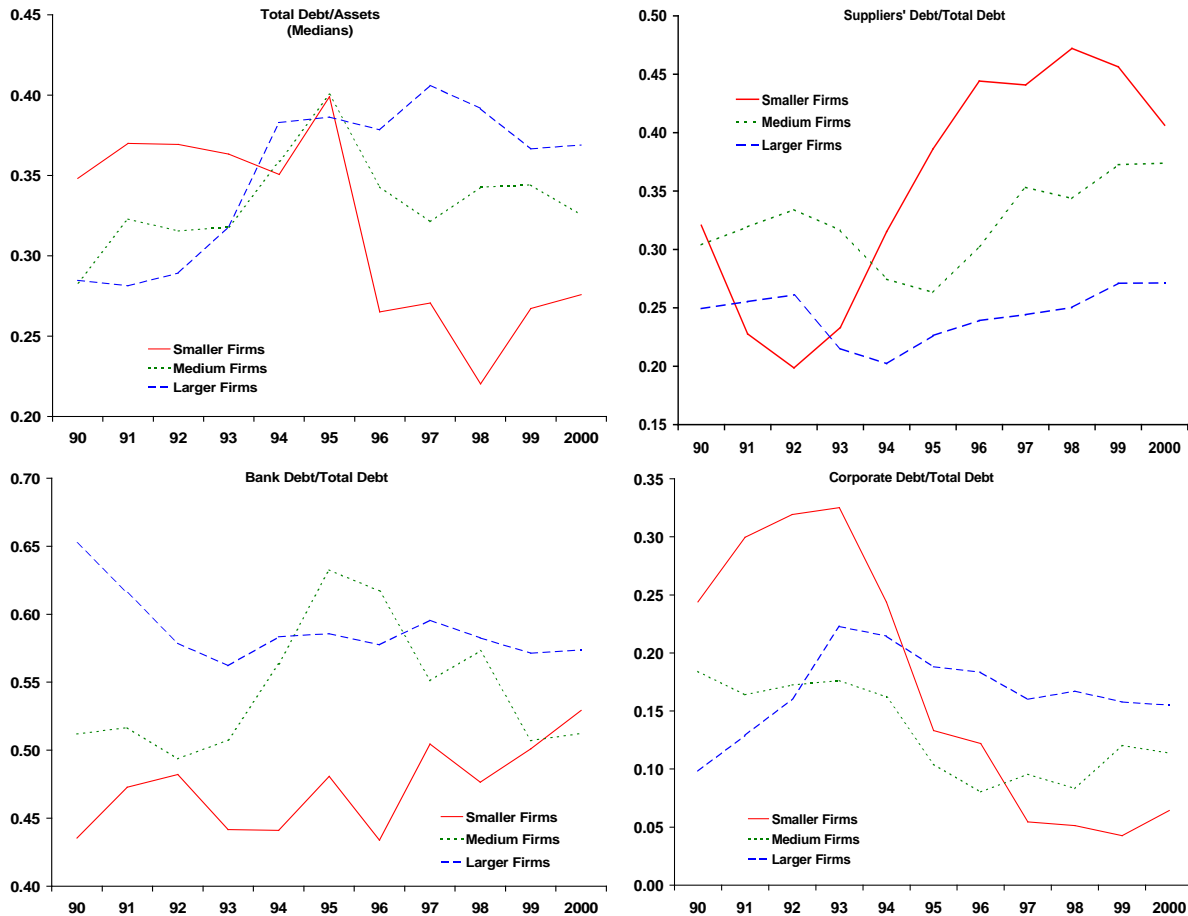 Total Debt/Assets
(Medians)
0.45
0.40
0.35
0.30
0.25
0.20
Smaller Firms
Medium Firms
Larger Firms
90 91 92 93 94 95 96 97 98 99 2000
Suppliers' Debt/Total Debt
0.50
0.45
0.40
0.35
0.30
0.25
0.20
0.15
Smaller Firms
Medium Firms
Larger Firms
90 91 92 93 94 95 96 97 98 99 2000
Bank Debt/Total Debt
0.70
0.65
0.60
0.55
0.50
0.45
0.40
Smaller Firms
Medium Firms
Larger Firms
90 91 92 93 94 95 96 97 98 99 2000
Corporate Debt/Total Debt
0.35
0.30
0.25
0.20
0.15
0.10
0.05
0.00
Smaller Firms
Medium Firms
Larger Firms
90 91 92 93 94 95 96 97 98 99 2000